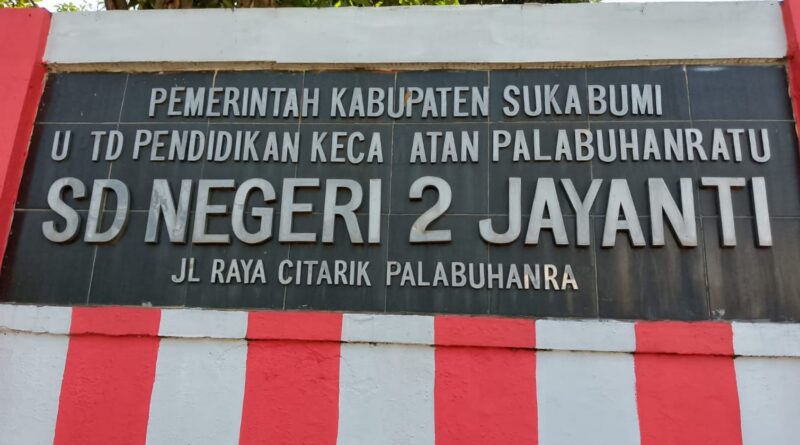 PEMERINTAH KABUPATEN SUKABUMI
U TD PENDIDIKAN KECA ATAN PALABUHANRATU
SD NEGERI 2 JAYANTI
JL RAYA CITARIK PALABUHANRA